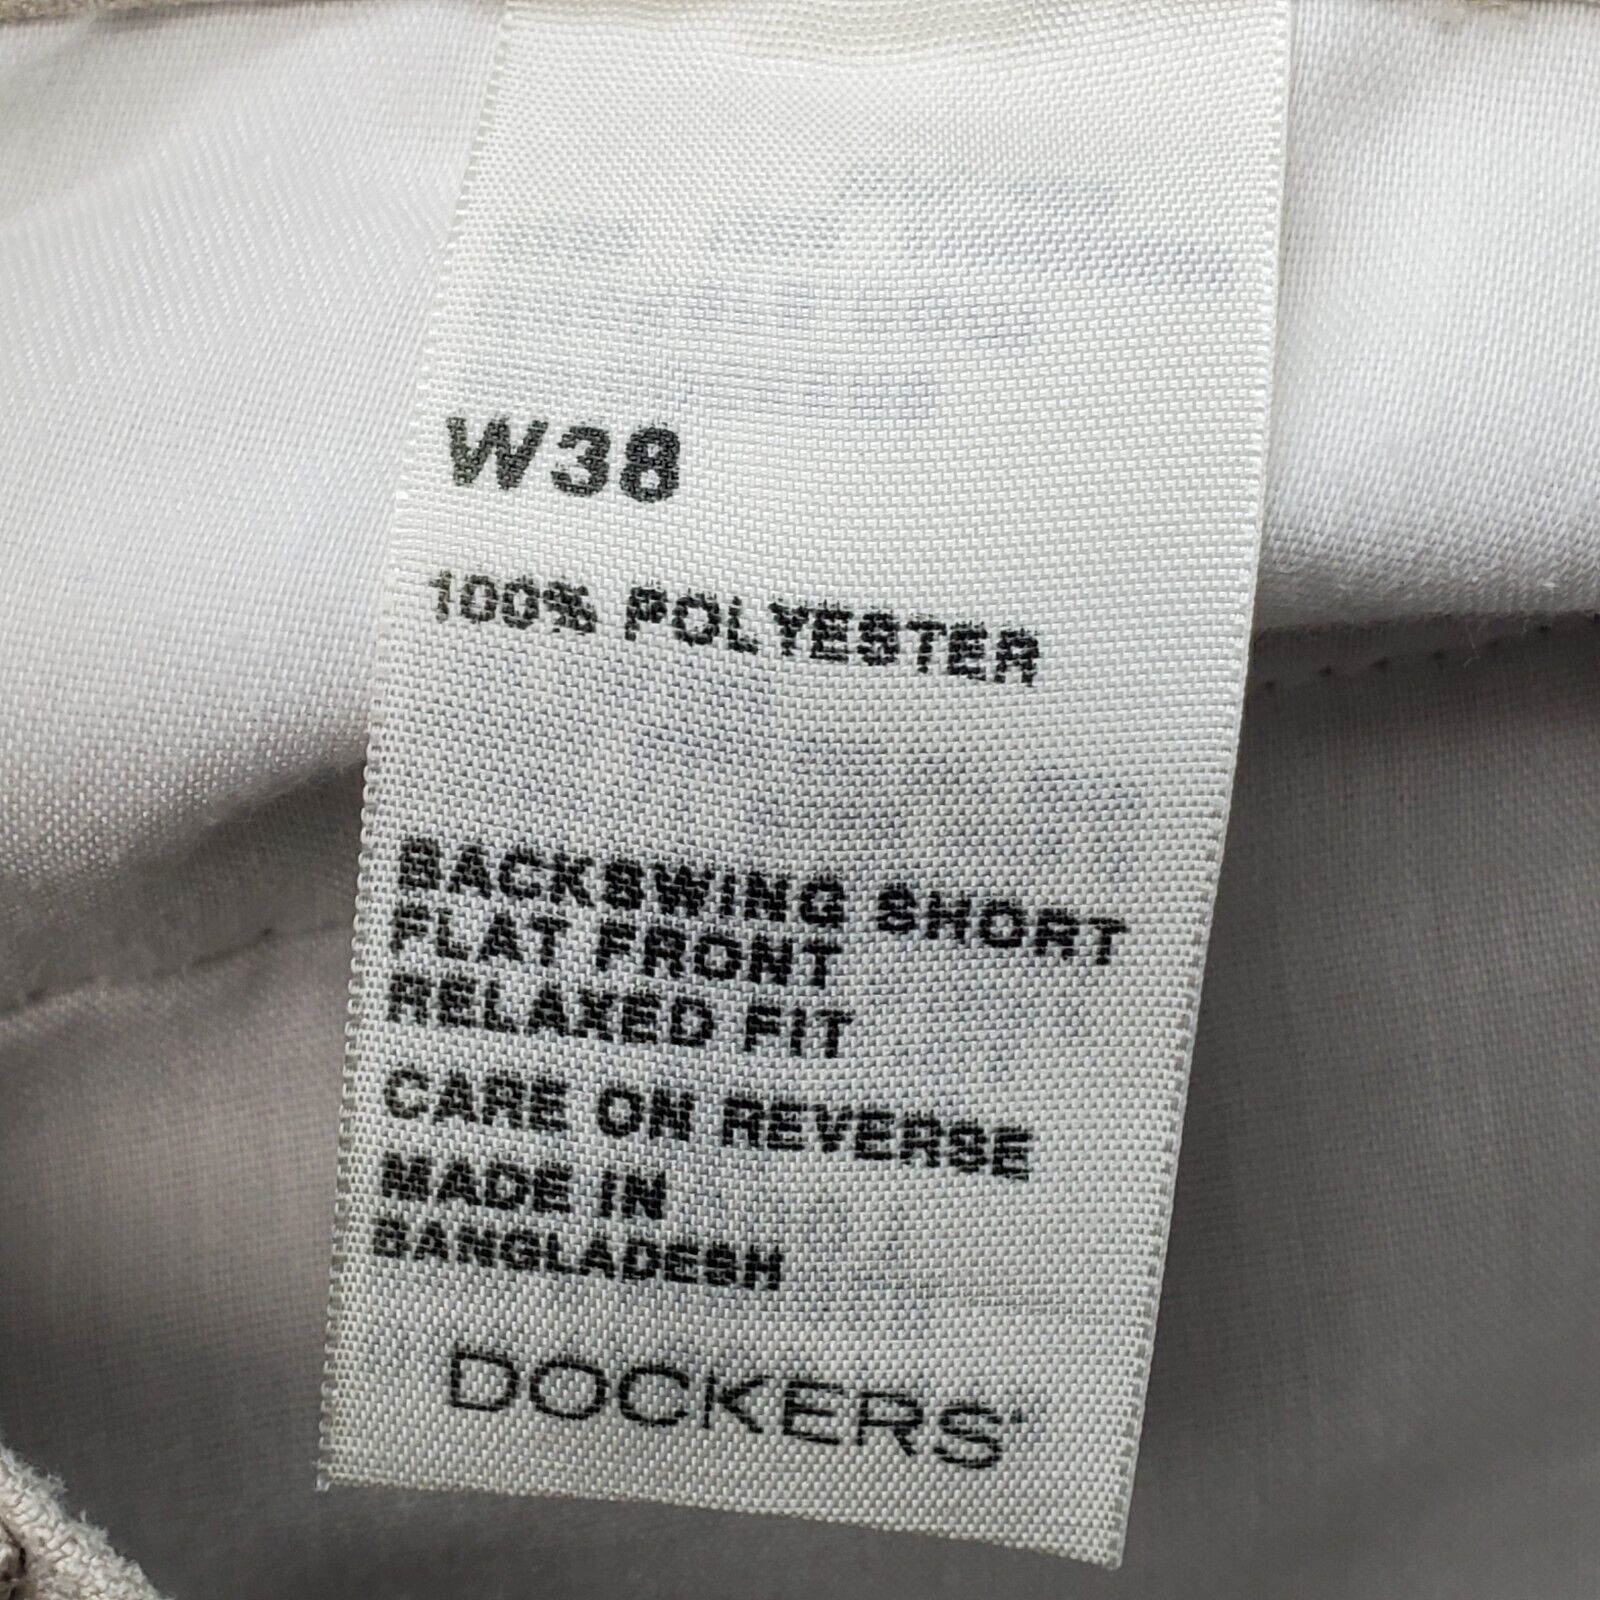 W38
100% POLYESTER
BACKSWING SHORT
FLAT FRONT
RELAXED FIT
CARE ON REVERSE
MADE IN
BANGLADESH
DOCKERS